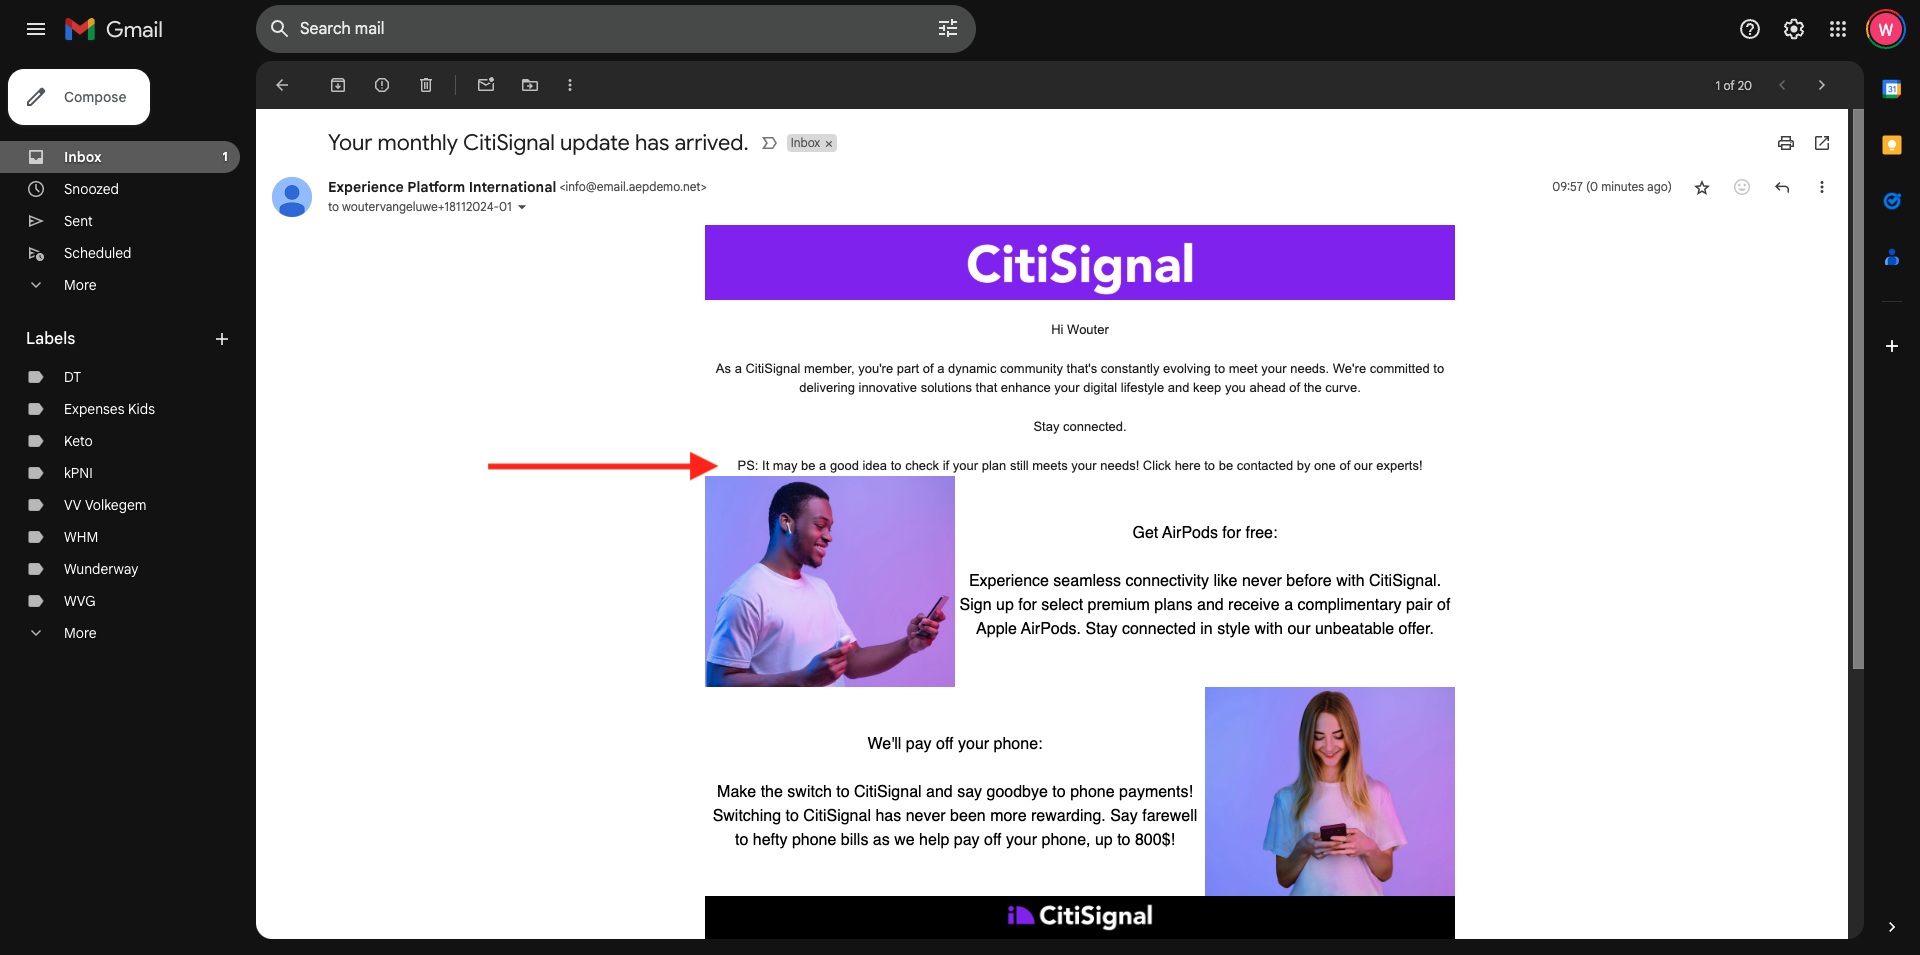 Gmail
Search mail
W
Compose
1 of 20
31
Your monthly CitiSignal update has arrived.
Inbox ×
Inbox 1
Snoozed
Sent
Scheduled
More
Experience Platform International <info@email.aepdemo.net>
09:57 (0 minutes ago)
to woutervangeluwe+18112024-01
Labels
DT
Expenses Kids
Keto
kPNI
VV Volkegem
WHM
Wunderway
WVG
More
CitiSignal
Hi Wouter
As a CitiSignal member, you're part of a dynamic community that's constantly evolving to meet your needs. We're committed to
delivering innovative solutions that enhance your digital lifestyle and keep you ahead of the curve.
Stay connected.
PS: It may be a good idea to check if your plan still meets your needs! Click here to be contacted by one of our experts!
Get AirPods for free:
Experience seamless connectivity like never before with CitiSignal.
Sign up for select premium plans and receive a complimentary pair of
Apple AirPods. Stay connected in style with our unbeatable offer.
We'll pay off your phone:
Make the switch to CitiSignal and say goodbye to phone payments!
Switching to CitiSignal has never been more rewarding. Say farewell
to hefty phone bills as we help pay off your phone, up to 800$!
CitiSignal